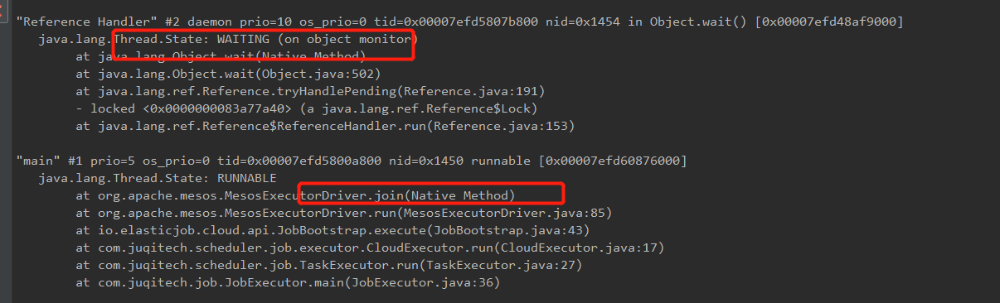 "Reference Handler" #2 daemon prio=10 os_prio=0 tid=0x00007efd5807b800 nid=0x1454 in Object.wait() [0x00007efd48af9000]
java.lang.Thread.State: WAITING (on object monitor)
at java.lang.Object.wait(Native Method)
at java.lang.Object.wait(Object.java:502)
at java.lang.ref.Reference.tryHandlePending(Reference.java:191)
- locked <0x0000000083a77a40> (a java.lang.ref.Reference$Lock)
at java.lang.ref.Reference$ReferenceHandler.run(Reference.java:153)
"main" #1 prio=5 os_prio=0 tid=0x00007efd5800a800 nid=0x1450 runnable [0x00007efd60876000]
java.lang.Thread.State: RUNNABLE
at org.apache.mesos.MesosExecutorDriver.join(Native Method)
at org.apache.mesos.MesosExecutorDriver.run(MesosExecutorDriver.java:85)
at io.elasticjob.cloud.api.JobBootstrap.execute(JobBootstrap.java:43)
at com.juqitech.scheduler.job.executor.CloudExecutor.run(CloudExecutor.java:17)
at com.juqitech.scheduler.job.TaskExecutor.run(TaskExecutor.java:27)
at com.juqitech.job.JobExecutor.main(JobExecutor.java:36)